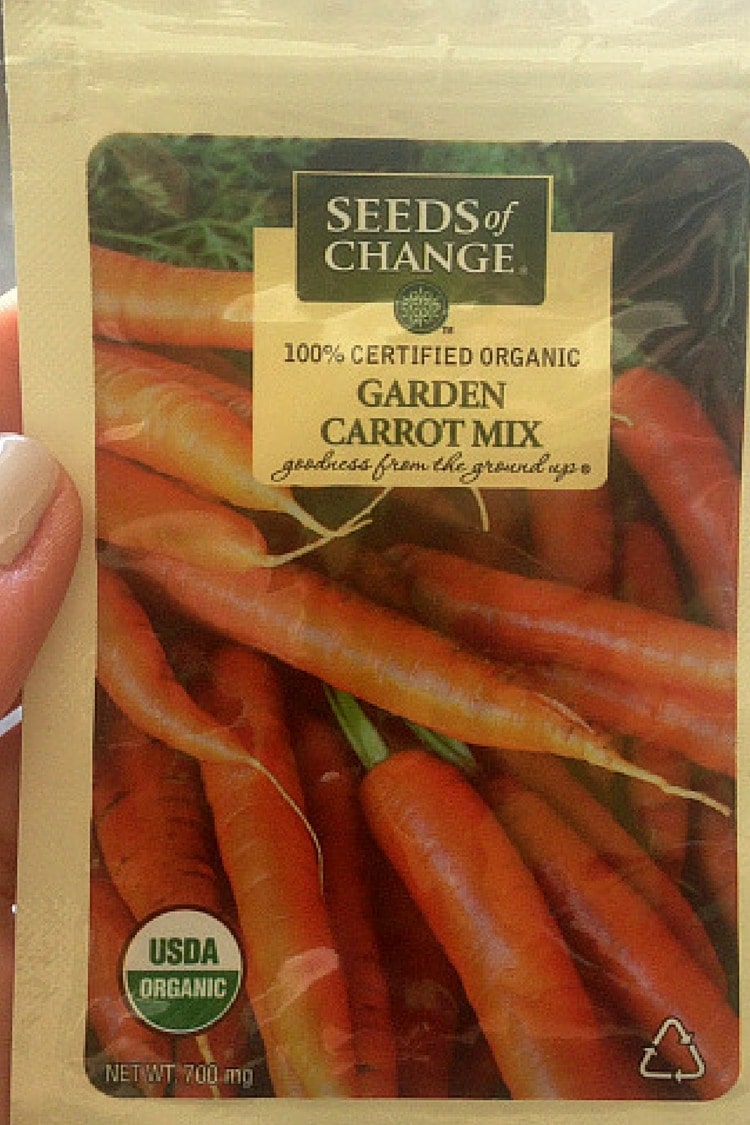 SEEDS of
CHANGE®
™
100% CERTIFIED ORGANIC
GARDEN
CARROT MIX
goodness from the ground up®
USDA
ORGANIC
NET WT. 700 mg